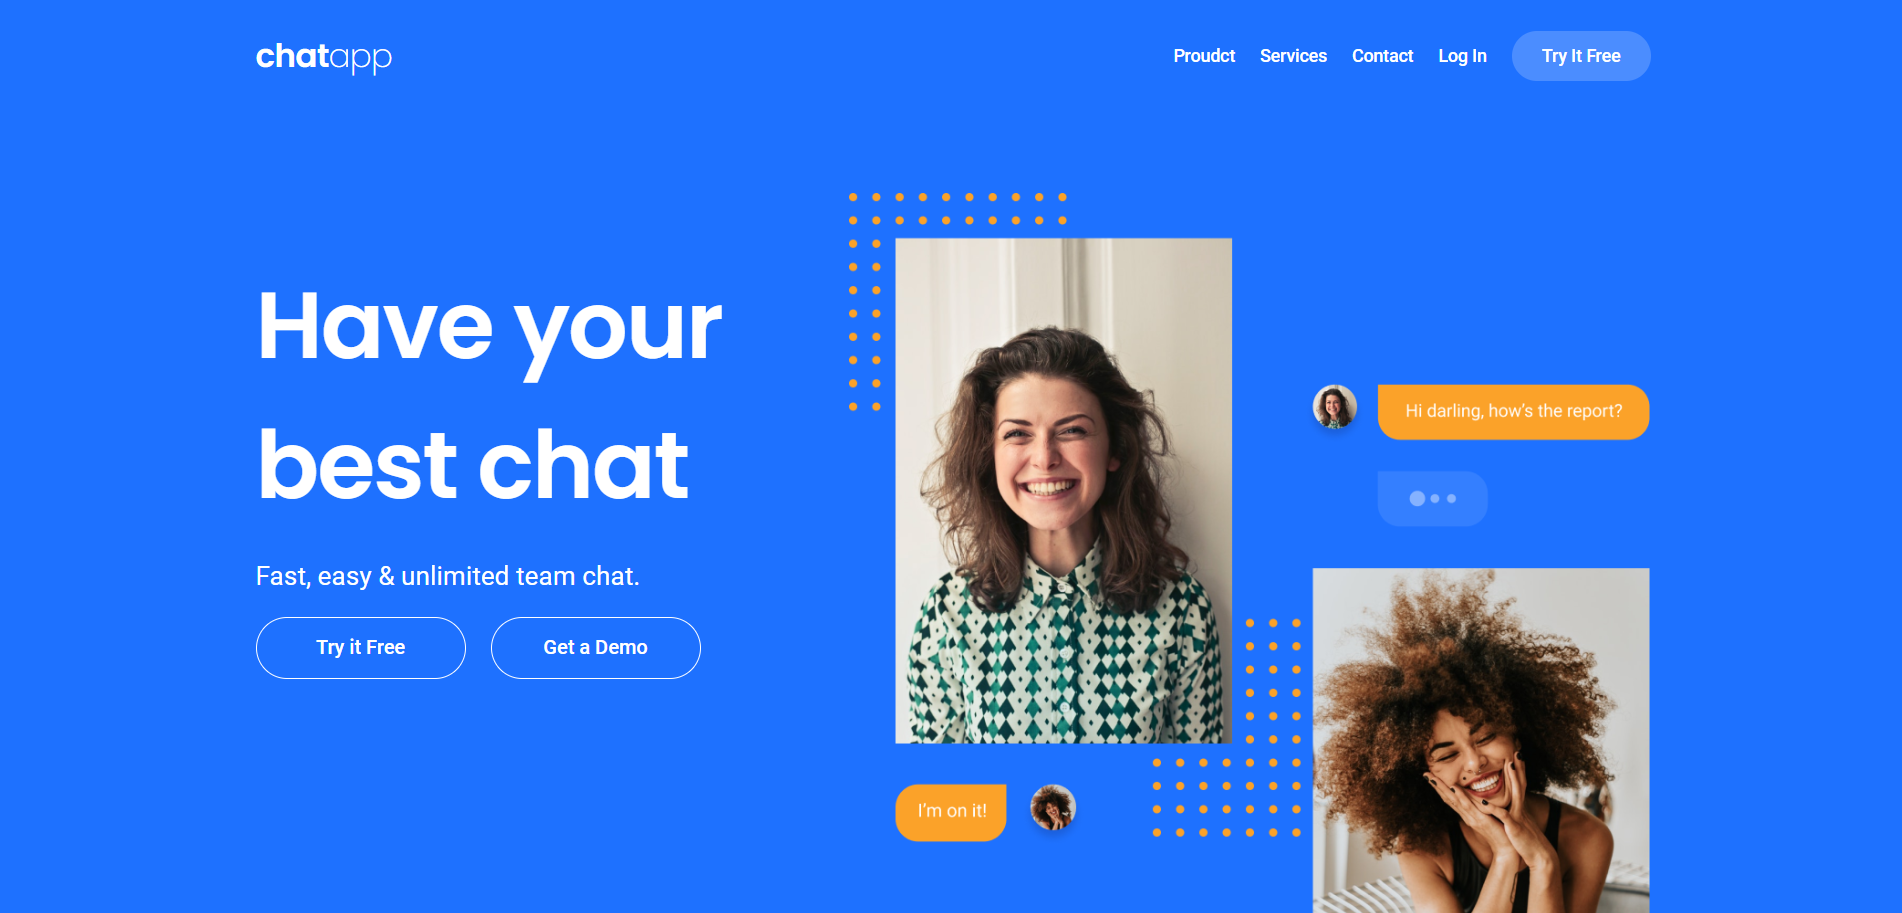 chatapp
Proudct Services Contact Log In Try It Free
Have your
best chat
Fast, easy & unlimited team chat.
Try it Free Get a Demo
Hi darling, how's the report?
I'm on it!